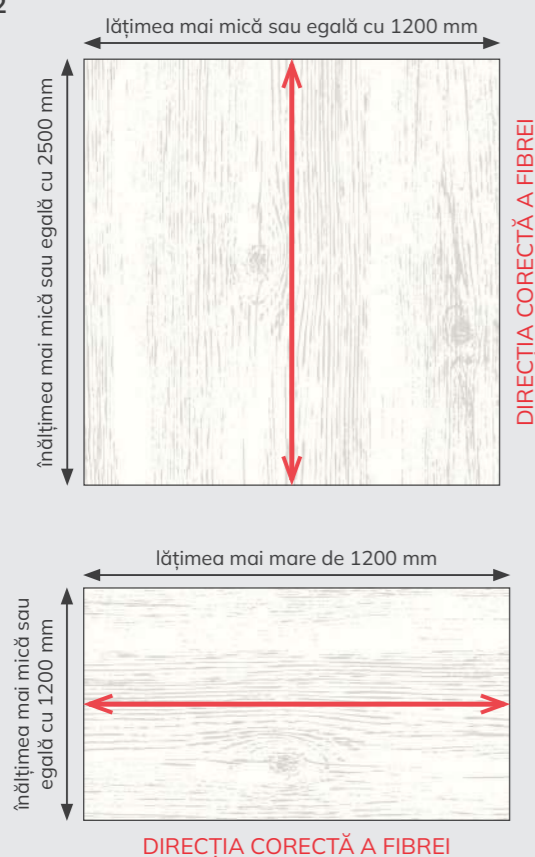 2
lățimea mai mică sau egală cu 1200 mm
înălțimea mai mică sau egală cu 2500 mm
DIRECȚIA CORECTĂ A FIBREI
lățimea mai mare de 1200 mm
înălțimea mai mică sau
egală cu 1200 mm
DIRECȚIA CORECTĂ A FIBREI